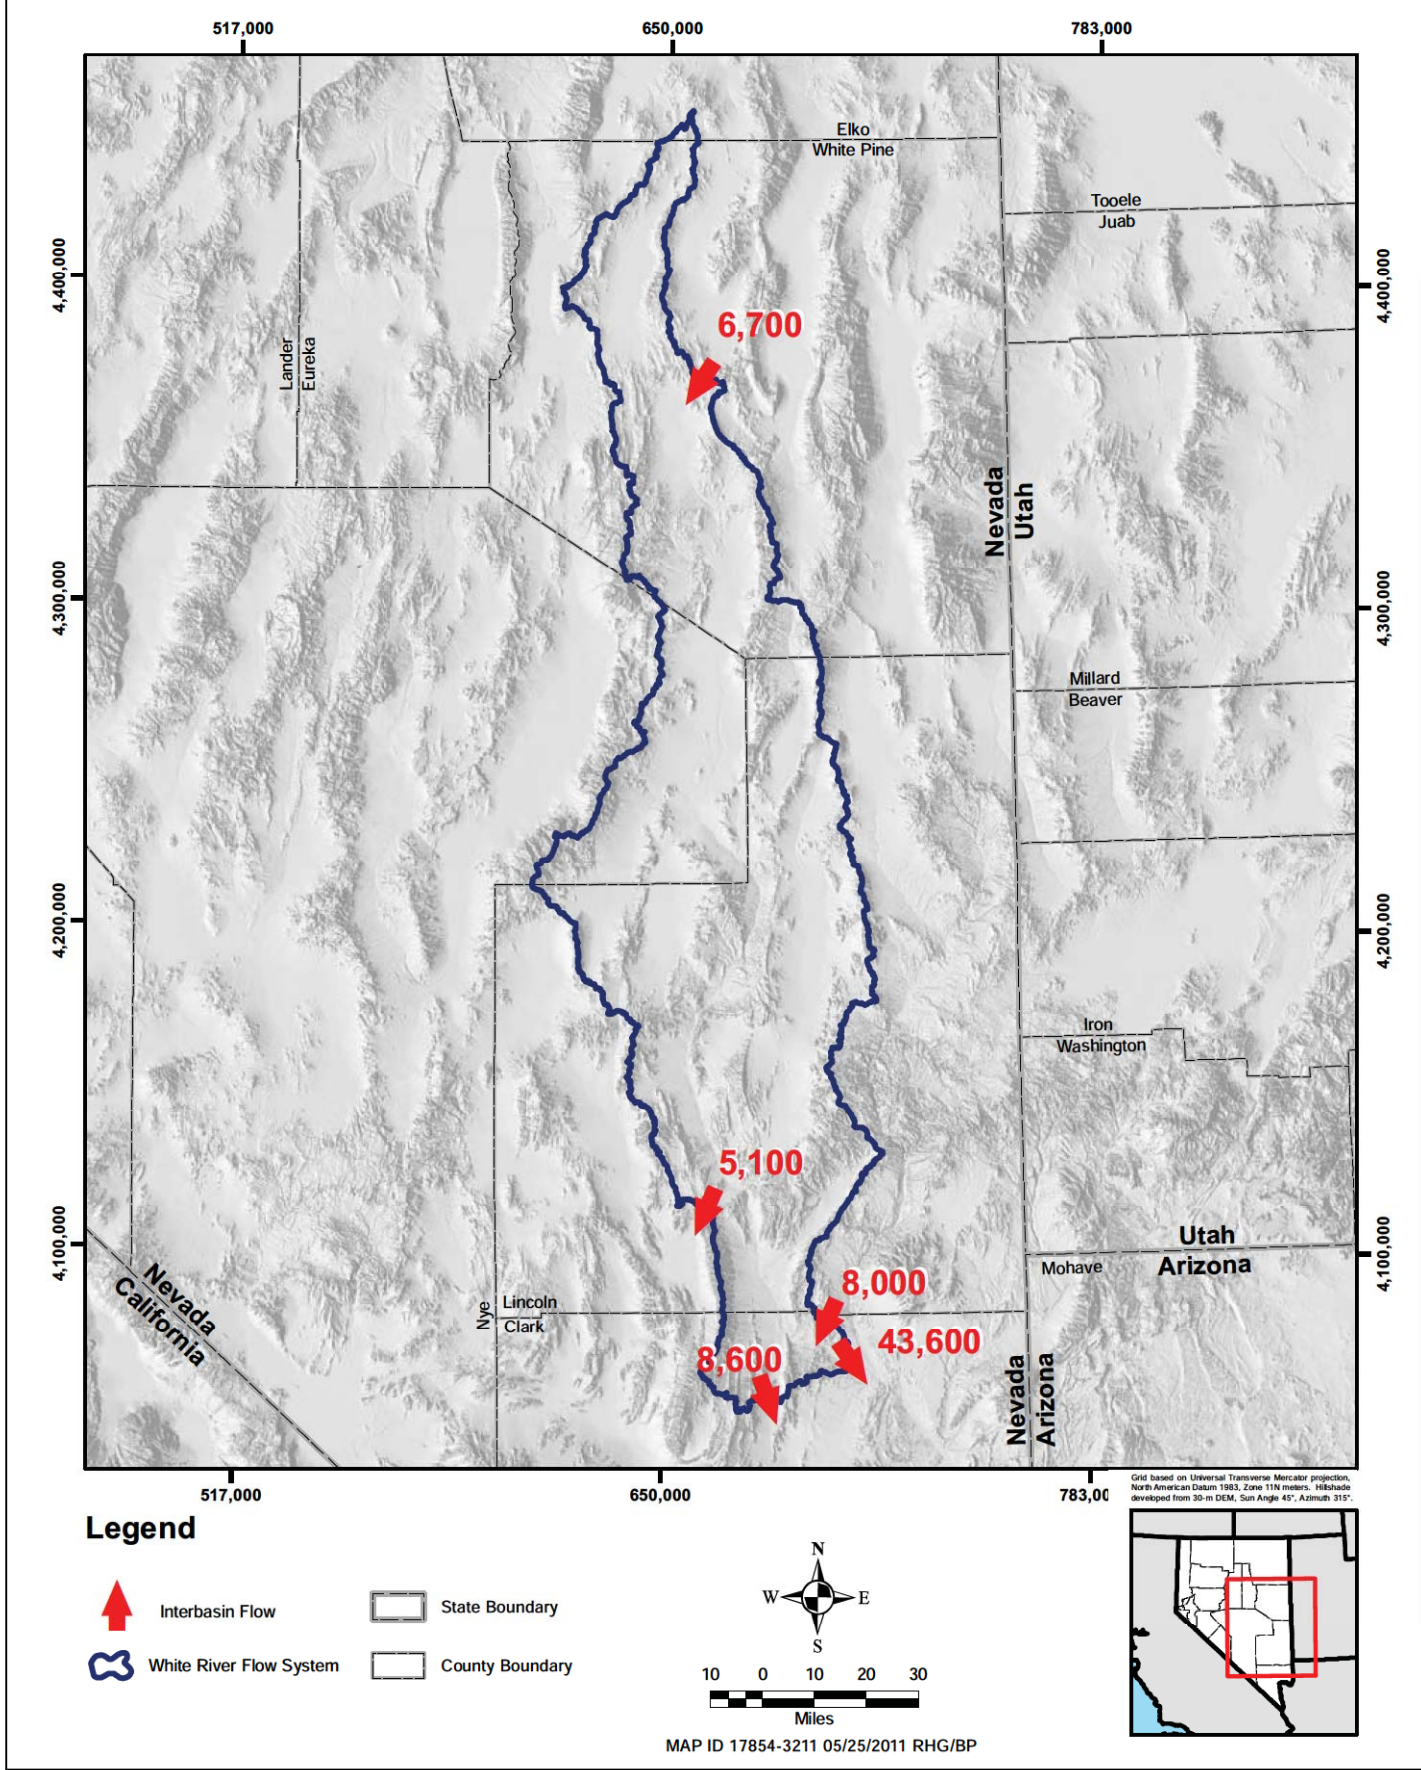 517,000 650,000 783,000
Elko
White Pine
Tooele
Juab
4,400,000
4,400,000
6,700
Lander
Eureka
Nevada
Utah
4,300,000
4,300,000
Millard
Beaver
4,200,000
4,200,000
Iron
Washington
5,100
4,100,000
4,100,000
Utah
Arizona
Mohave
Nevada
California
8,000
Nye
Lincoln
Clark
43,600
8,600
Nevada
Arizona
517,000 650,000 783,00
Grid based on Universal Transverse Mercator projection,
North American Datum 1983, Zone 11N meters. Hillshade
developed from 30-m DEM, Sun Angle 45°, Azimuth 315°.
Legend
Interbasin Flow
State Boundary
White River Flow System
County Boundary
N
W E
S
10 0 10 20 30
Miles
MAP ID 17854-3211 05/25/2011 RHG/BP